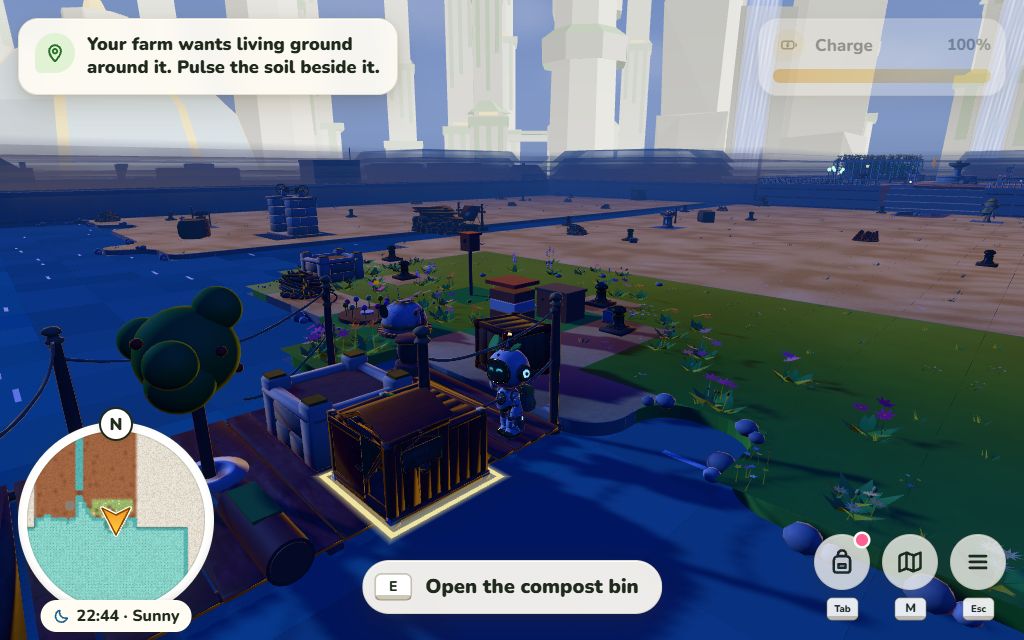 Your farm wants living ground
around it. Pulse the soil beside it.
Charge 100%
N
22:44 · Sunny
E Open the compost bin
Tab M Esc